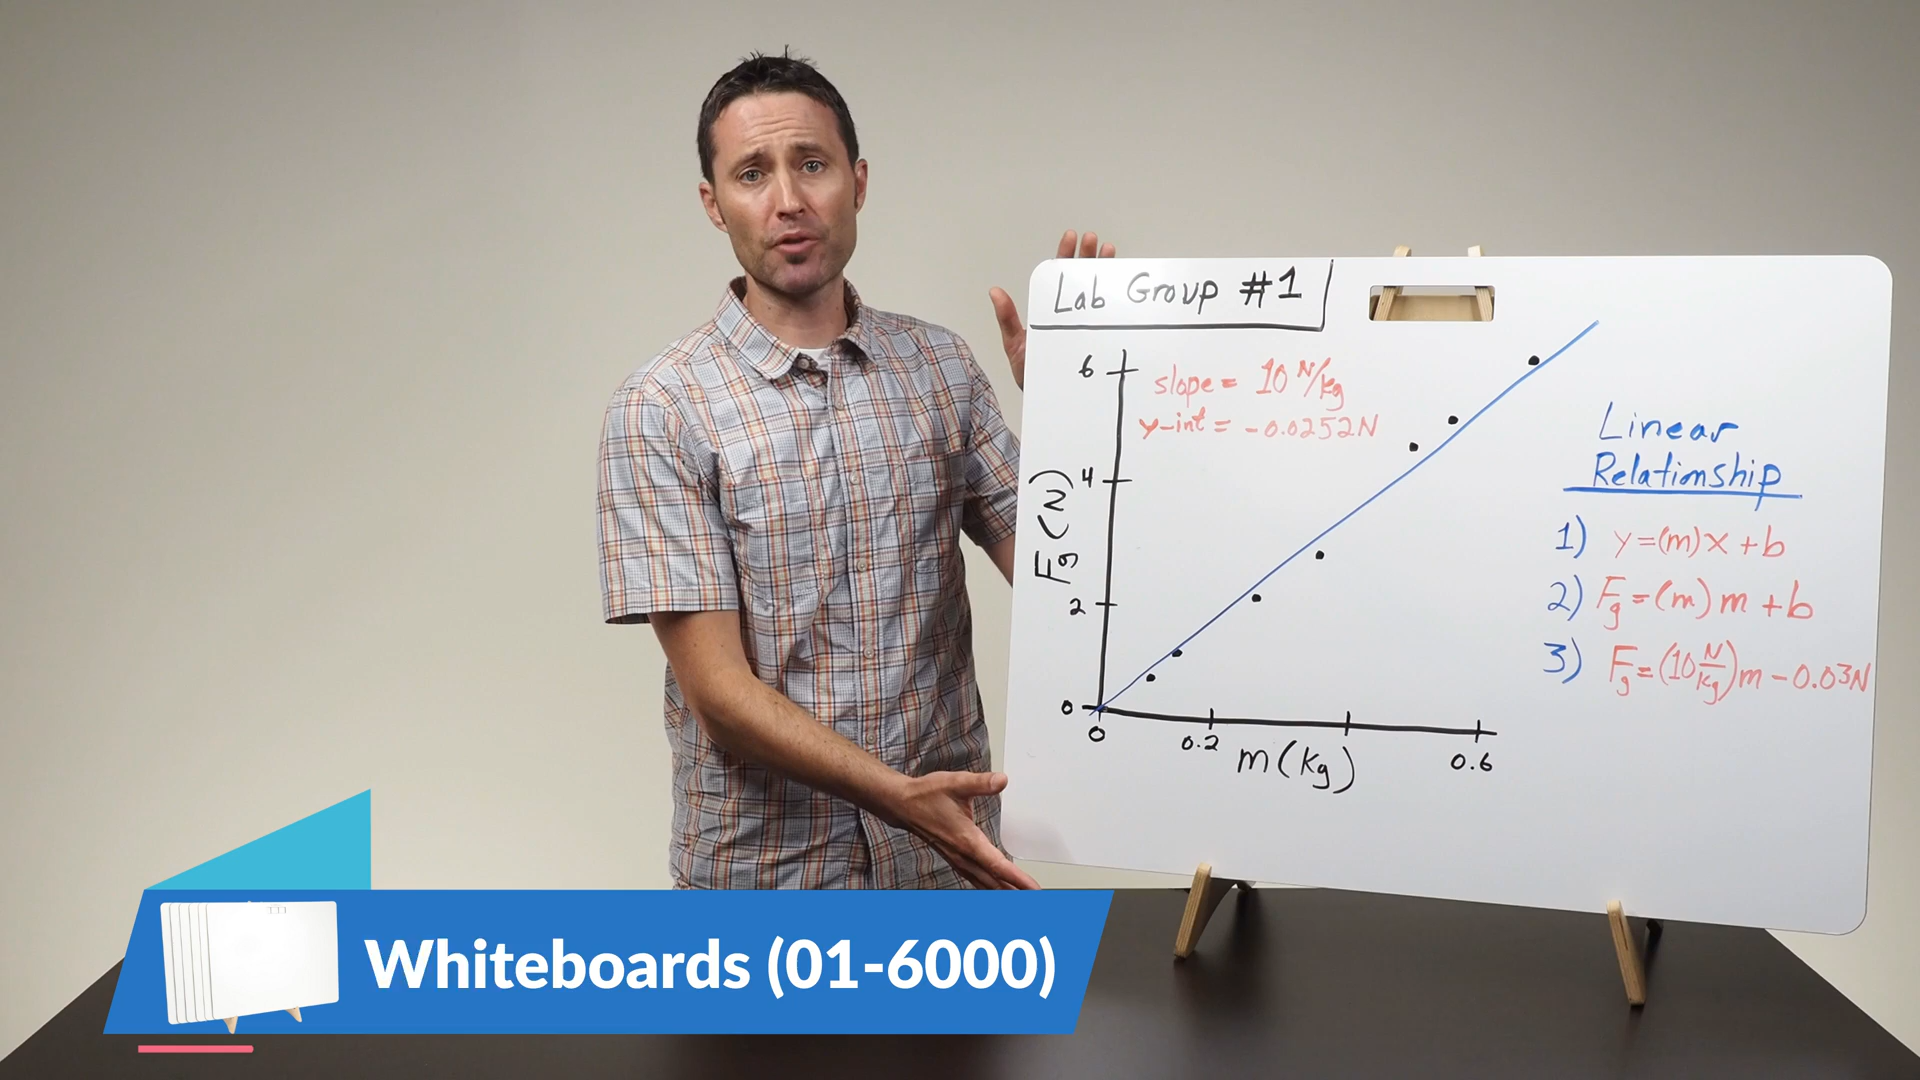 Lab Group #1
slope = 10 N/kg
y-int = -0.0252N
6
4
2
0
Fg (N)
0
0.2
0.6
m (kg)
Linear
Relationship
1) y=(m)x+b
2) Fg=(m)m+b
3) Fg=(10 N/kg)m-0.03N
Whiteboards (01-6000)